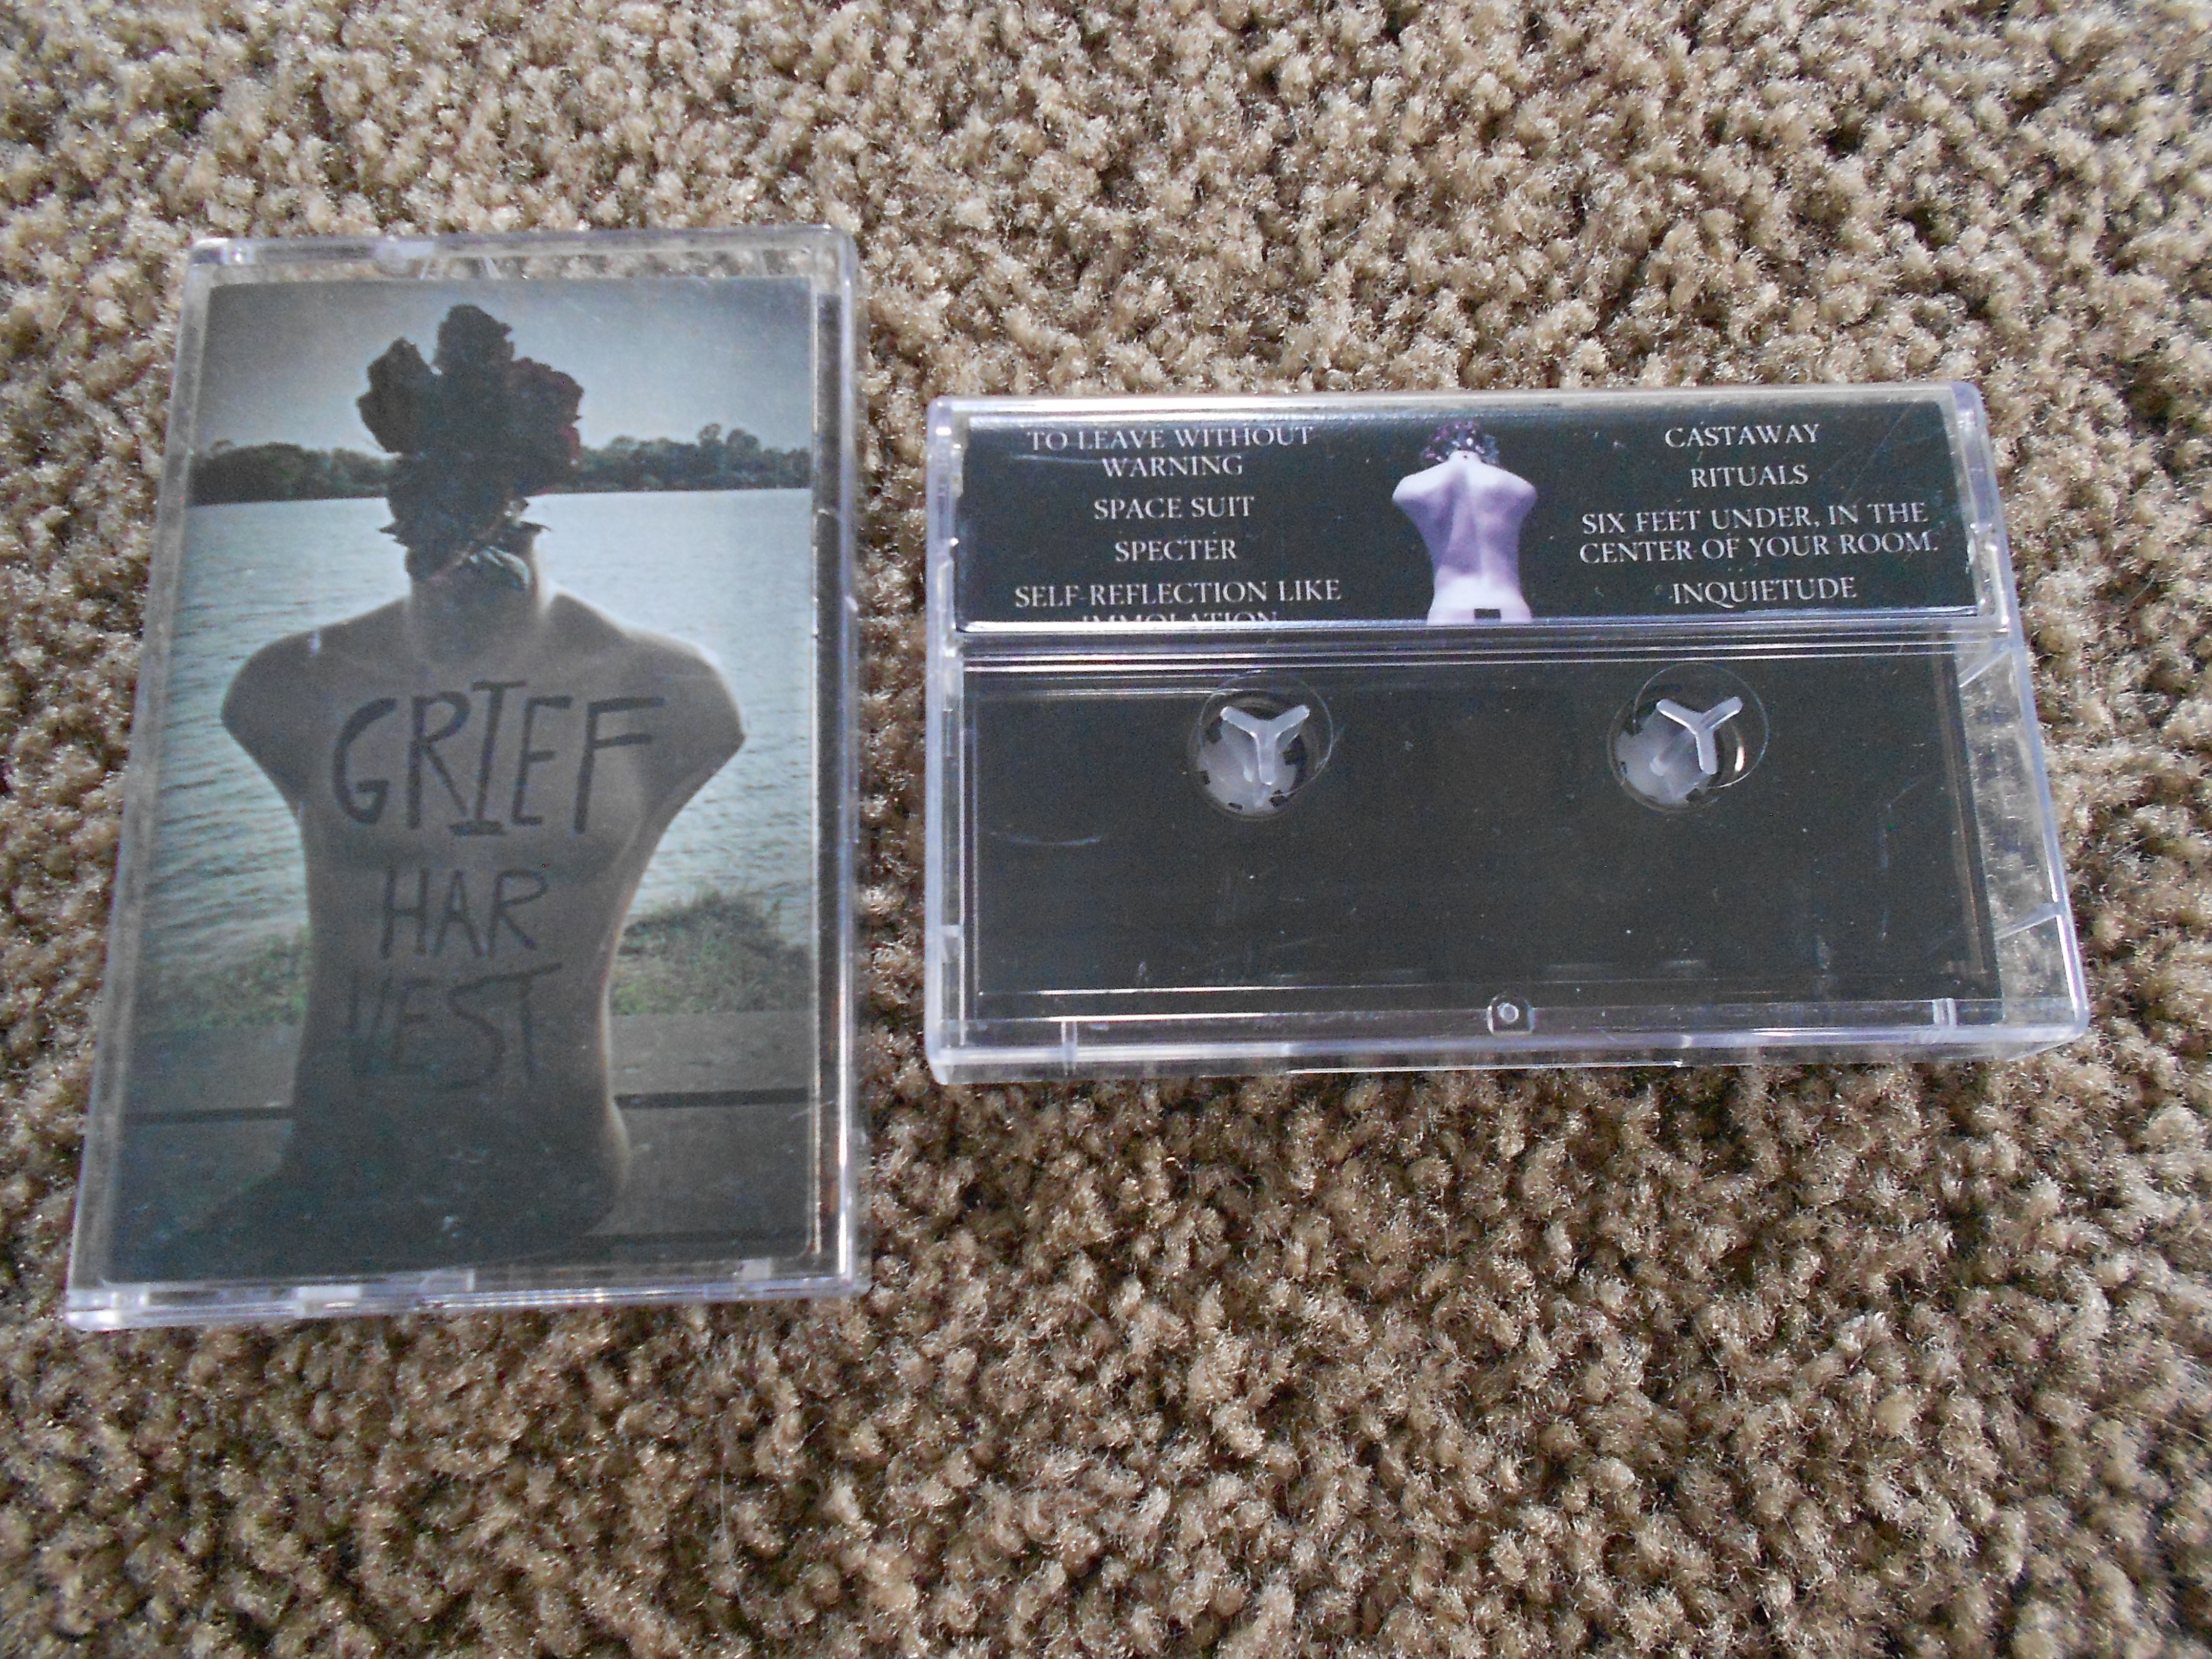 GRIEF
HAR
VEST
TO LEAVE WITHOUT
WARNING
SPACE SUIT
SPECTER
SELF-REFLECTION LIKE
IMMOLATION
CASTAWAY
RITUALS
SIX FEET UNDER, IN THE
CENTER OF YOUR ROOM.
INQUIETUDE